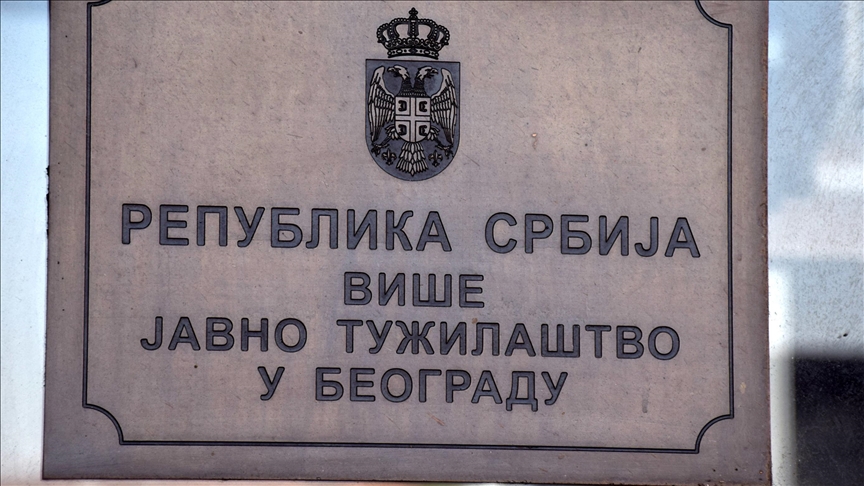 РЕПУБЛИКА СРБИЈА
ВИШЕ
ЈАВНО ТУЖИЛАШТВО
У БЕОГРАДУ